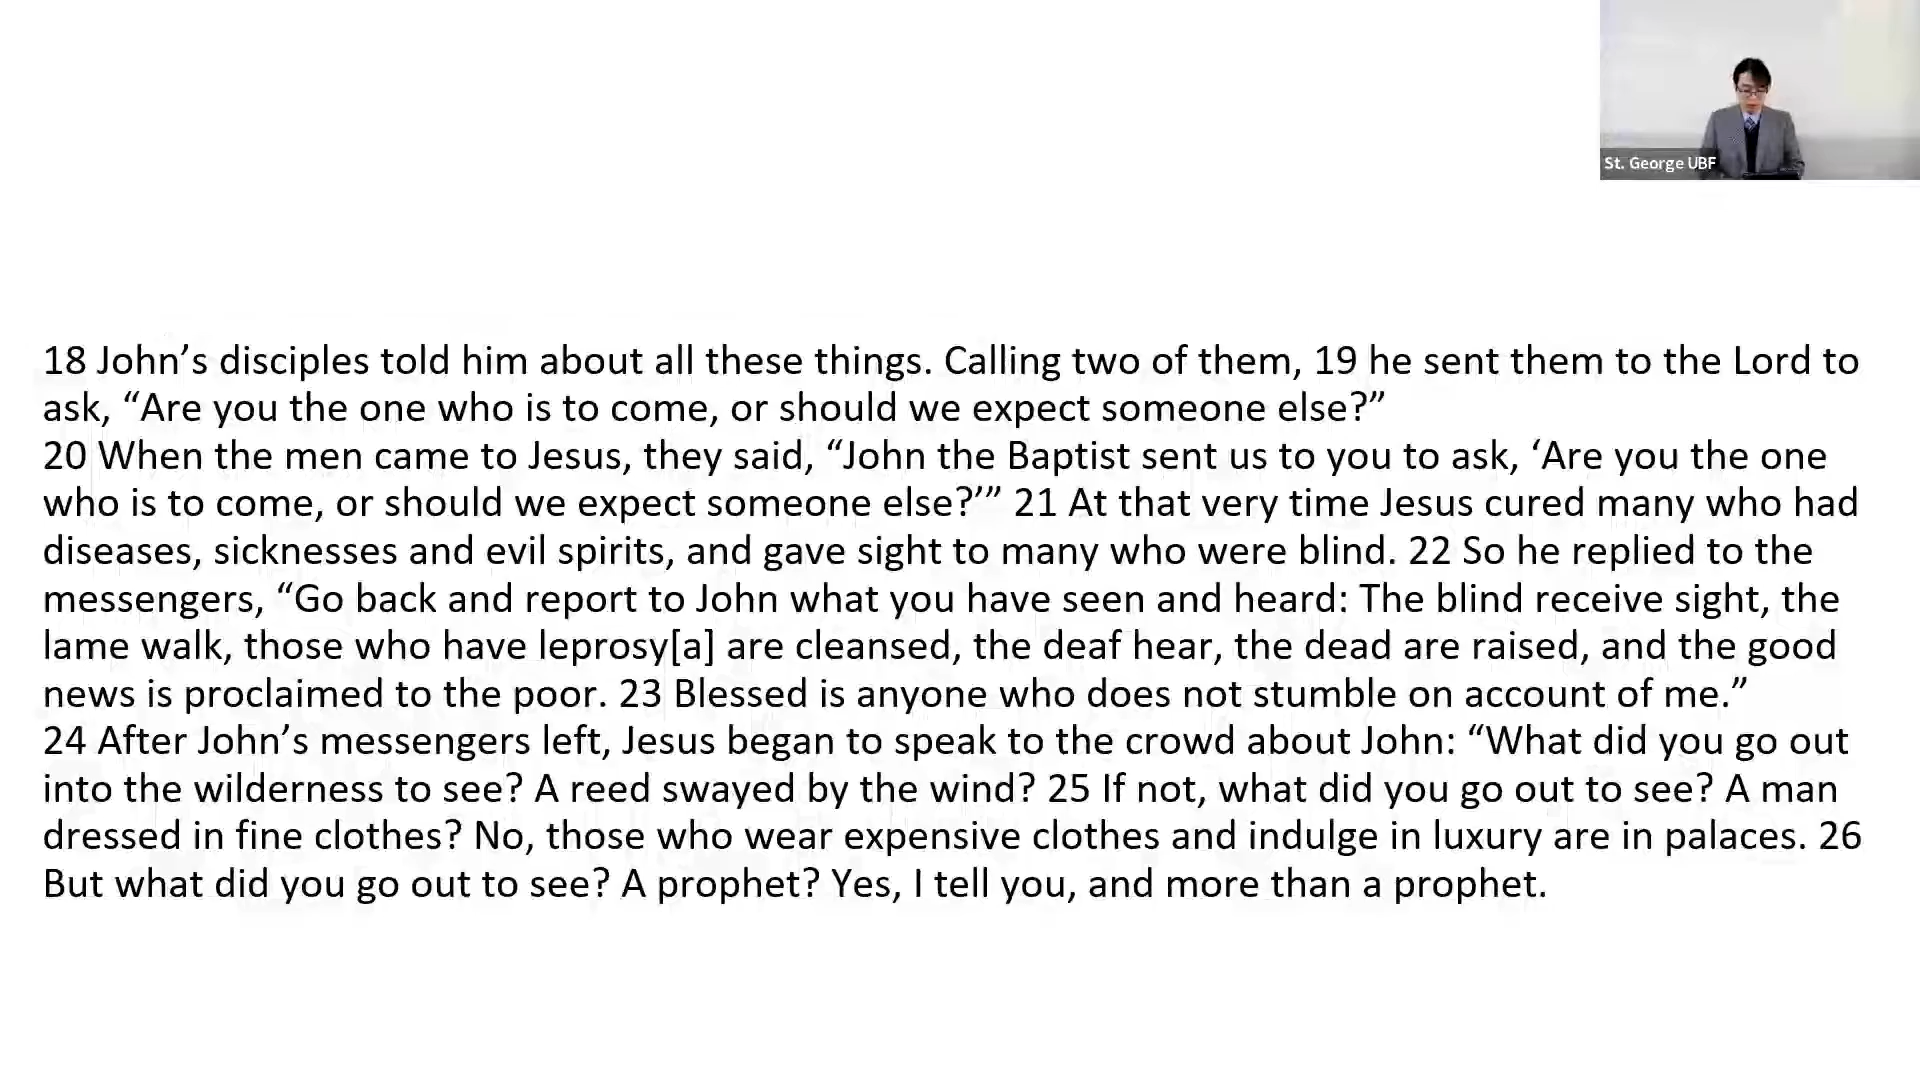 St. George UBF
18 John’s disciples told him about all these things. Calling two of them, 19 he sent them to the Lord to
ask, “Are you the one who is to come, or should we expect someone else?”
20 When the men came to Jesus, they said, “John the Baptist sent us to you to ask, ‘Are you the one
who is to come, or should we expect someone else?’” 21 At that very time Jesus cured many who had
diseases, sicknesses and evil spirits, and gave sight to many who were blind. 22 So he replied to the
messengers, “Go back and report to John what you have seen and heard: The blind receive sight, the
lame walk, those who have leprosy[a] are cleansed, the deaf hear, the dead are raised, and the good
news is proclaimed to the poor. 23 Blessed is anyone who does not stumble on account of me.”
24 After John’s messengers left, Jesus began to speak to the crowd about John: “What did you go out
into the wilderness to see? A reed swayed by the wind? 25 If not, what did you go out to see? A man
dressed in fine clothes? No, those who wear expensive clothes and indulge in luxury are in palaces. 26
But what did you go out to see? A prophet? Yes, I tell you, and more than a prophet.